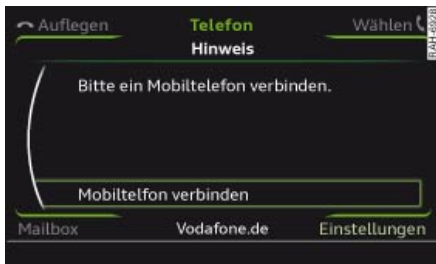 Auflegen Telefon Wählen
Hinweis
Bitte ein Mobiltelefon verbinden.
Mobiltelfon verbinden
Mailbox Vodafone.de Einstellungen
RAH-6928